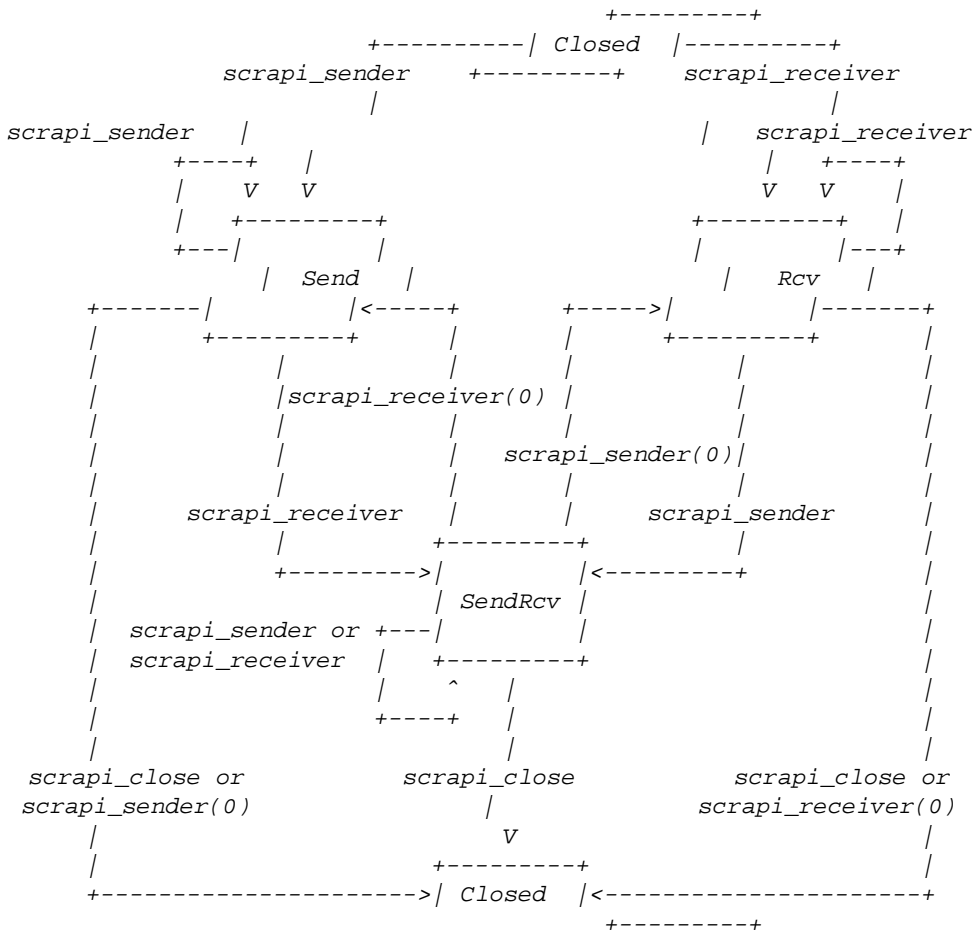 Closed
scrapi_sender scrapi_receiver
scrapi_sender scrapi_receiver
V V V V
Send Rcv
scrapi_receiver(0)
scrapi_sender(0)
scrapi_receiver scrapi_sender
SendRcv
scrapi_sender or
scrapi_receiver
scrapi_close or scrapi_close scrapi_close or
scrapi_sender(0) scrapi_receiver(0)
V
Closed